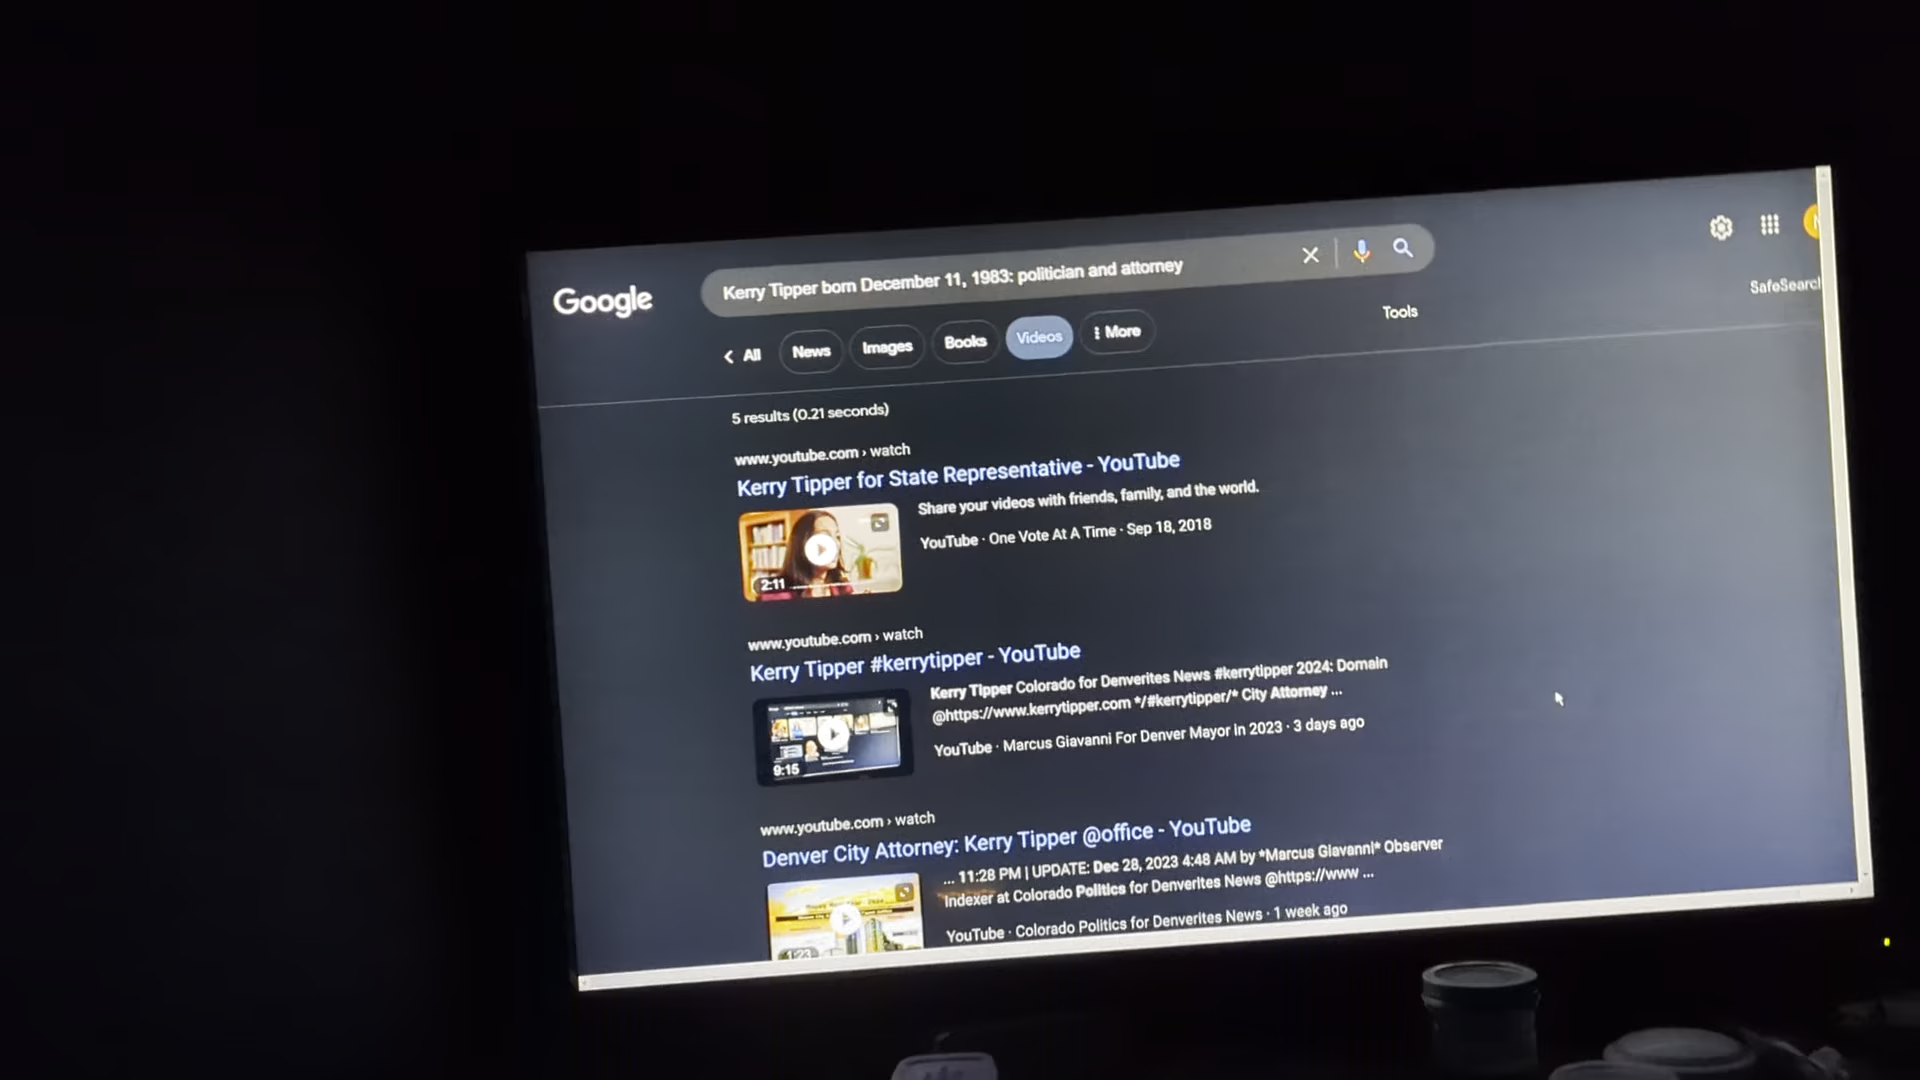 Google
Kerry Tipper born December 11, 1983: politician and attorney
All
News
Images
Books
Videos
More
Tools
SafeSearch
5 results (0.21 seconds)
www.youtube.com › watch
Kerry Tipper for State Representative - YouTube
Share your videos with friends, family, and the world.
YouTube · One Vote At A Time · Sep 18, 2018
2:11
www.youtube.com › watch
Kerry Tipper #kerrytipper - YouTube
Kerry Tipper Colorado for Denverites News #kerrytipper 2024: Domain
@https://www.kerrytipper.com */#kerrytipper/* City Attorney ...
YouTube · Marcus Giavanni For Denver Mayor in 2023 · 3 days ago
9:15
www.youtube.com › watch
Denver City Attorney: Kerry Tipper @office - YouTube
... 11:28 PM | UPDATE: Dec 28, 2023 4:48 AM by *Marcus Giavanni* Observer
Indexer at Colorado Politics for Denverites News @https://www ...
YouTube · Colorado Politics for Denverites News · 1 week ago
1:23